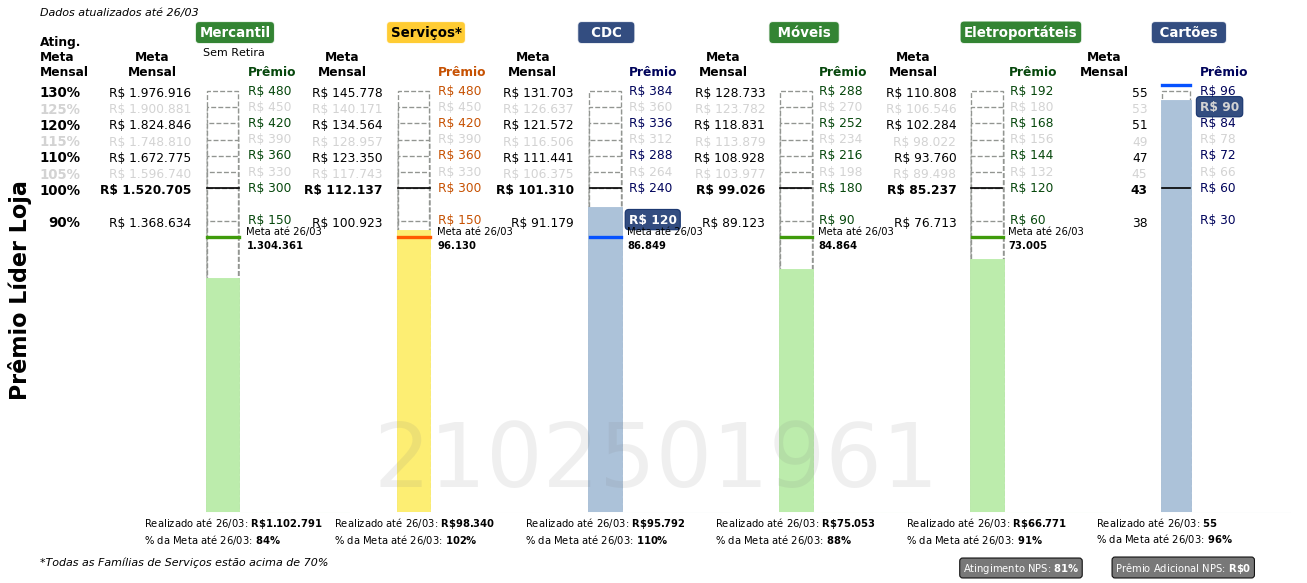 Dados atualizados até 26/03
Mercantil Serviços* CDC Móveis Eletroportáteis Cartões
Sem Retira
Ating. Meta Mensal
Meta Mensal Prêmio Meta Mensal Prêmio Meta Mensal Prêmio Meta Mensal Prêmio Meta Mensal Prêmio Meta Mensal Prêmio
130% R$ 1.976.916 R$ 480 R$ 145.778 R$ 480 R$ 131.703 R$ 384 R$ 128.733 R$ 288 R$ 110.808 R$ 192 55 R$ 96
125% R$ 1.900.881 R$ 450 R$ 140.171 R$ 450 R$ 126.637 R$ 360 R$ 123.782 R$ 270 R$ 106.546 R$ 180 53 R$ 90
120% R$ 1.824.846 R$ 420 R$ 134.564 R$ 420 R$ 121.572 R$ 336 R$ 118.831 R$ 252 R$ 102.284 R$ 168 51 R$ 84
115% R$ 1.748.810 R$ 390 R$ 128.957 R$ 390 R$ 116.506 R$ 312 R$ 113.879 R$ 234 R$ 98.022 R$ 156 49 R$ 78
110% R$ 1.672.775 R$ 360 R$ 123.350 R$ 360 R$ 111.441 R$ 288 R$ 108.928 R$ 216 R$ 93.760 R$ 144 47 R$ 72
105% R$ 1.596.740 R$ 330 R$ 117.743 R$ 330 R$ 106.375 R$ 264 R$ 103.977 R$ 198 R$ 89.498 R$ 132 45 R$ 66
100% R$ 1.520.705 R$ 300 R$ 112.137 R$ 300 R$ 101.310 R$ 240 R$ 99.026 R$ 180 R$ 85.237 R$ 120 43 R$ 60
90% R$ 1.368.634 R$ 150 R$ 100.923 R$ 150 R$ 91.179 R$ 120 R$ 89.123 R$ 90 R$ 76.713 R$ 60 38 R$ 30
Meta até 26/03 Meta até 26/03 Meta até 26/03 Meta até 26/03 Meta até 26/03
1.304.361 96.130 86.849 84.864 73.005
Prêmio Líder Loja
2102501961
Realizado até 26/03: R$1.102.791 Realizado até 26/03: R$98.340 Realizado até 26/03: R$95.792 Realizado até 26/03: R$75.053 Realizado até 26/03: R$66.771 Realizado até 26/03: 55
% da Meta até 26/03: 84% % da Meta até 26/03: 102% % da Meta até 26/03: 110% % da Meta até 26/03: 88% % da Meta até 26/03: 91% % da Meta até 26/03: 96%
*Todas as Famílias de Serviços estão acima de 70%
Atingimento NPS: 81% Prêmio Adicional NPS: R$0